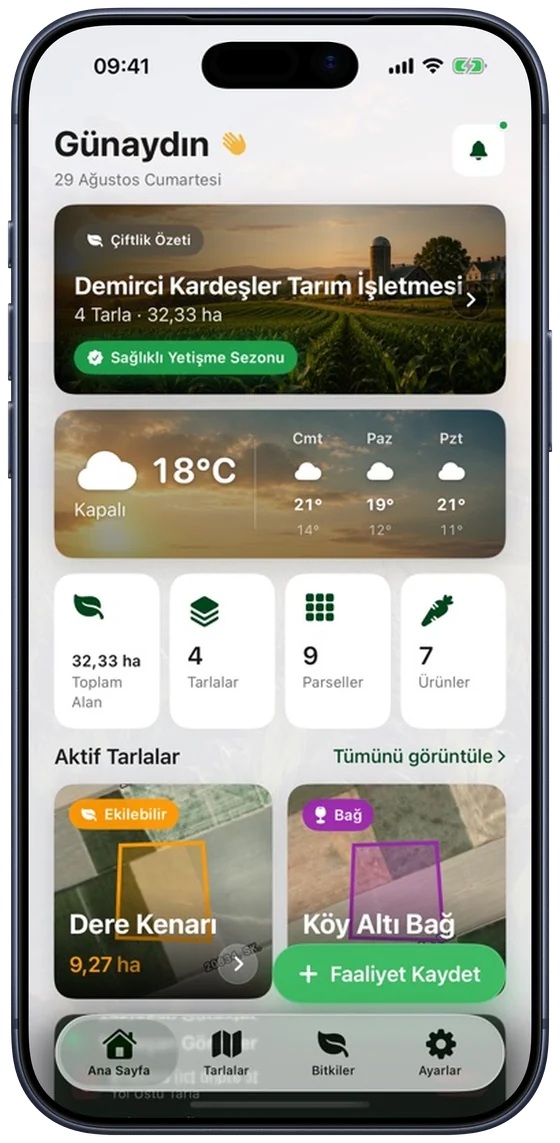 09:41
Günaydın 👋
29 Ağustos Cumartesi
Çiftlik Özeti
Demirci Kardeşler Tarım İşletmesi
4 Tarla · 32,33 ha
Sağlıklı Yetişme Sezonu
18°C
Kapalı
Cmt Paz Pzt
21° 19° 21°
14° 12° 11°
32,33 ha
Toplam
Alan
4
Tarlalar
9
Parseller
7
Ürünler
Aktif Tarlalar
Tümünü görüntüle
Ekilebilir
Dere Kenarı
9,27 ha
Bağ
Köy Altı Bağ
+ Faaliyet Kaydet
Ana Sayfa
Tarlalar
Bitkiler
Ayarlar
Yol Üstü Tarla